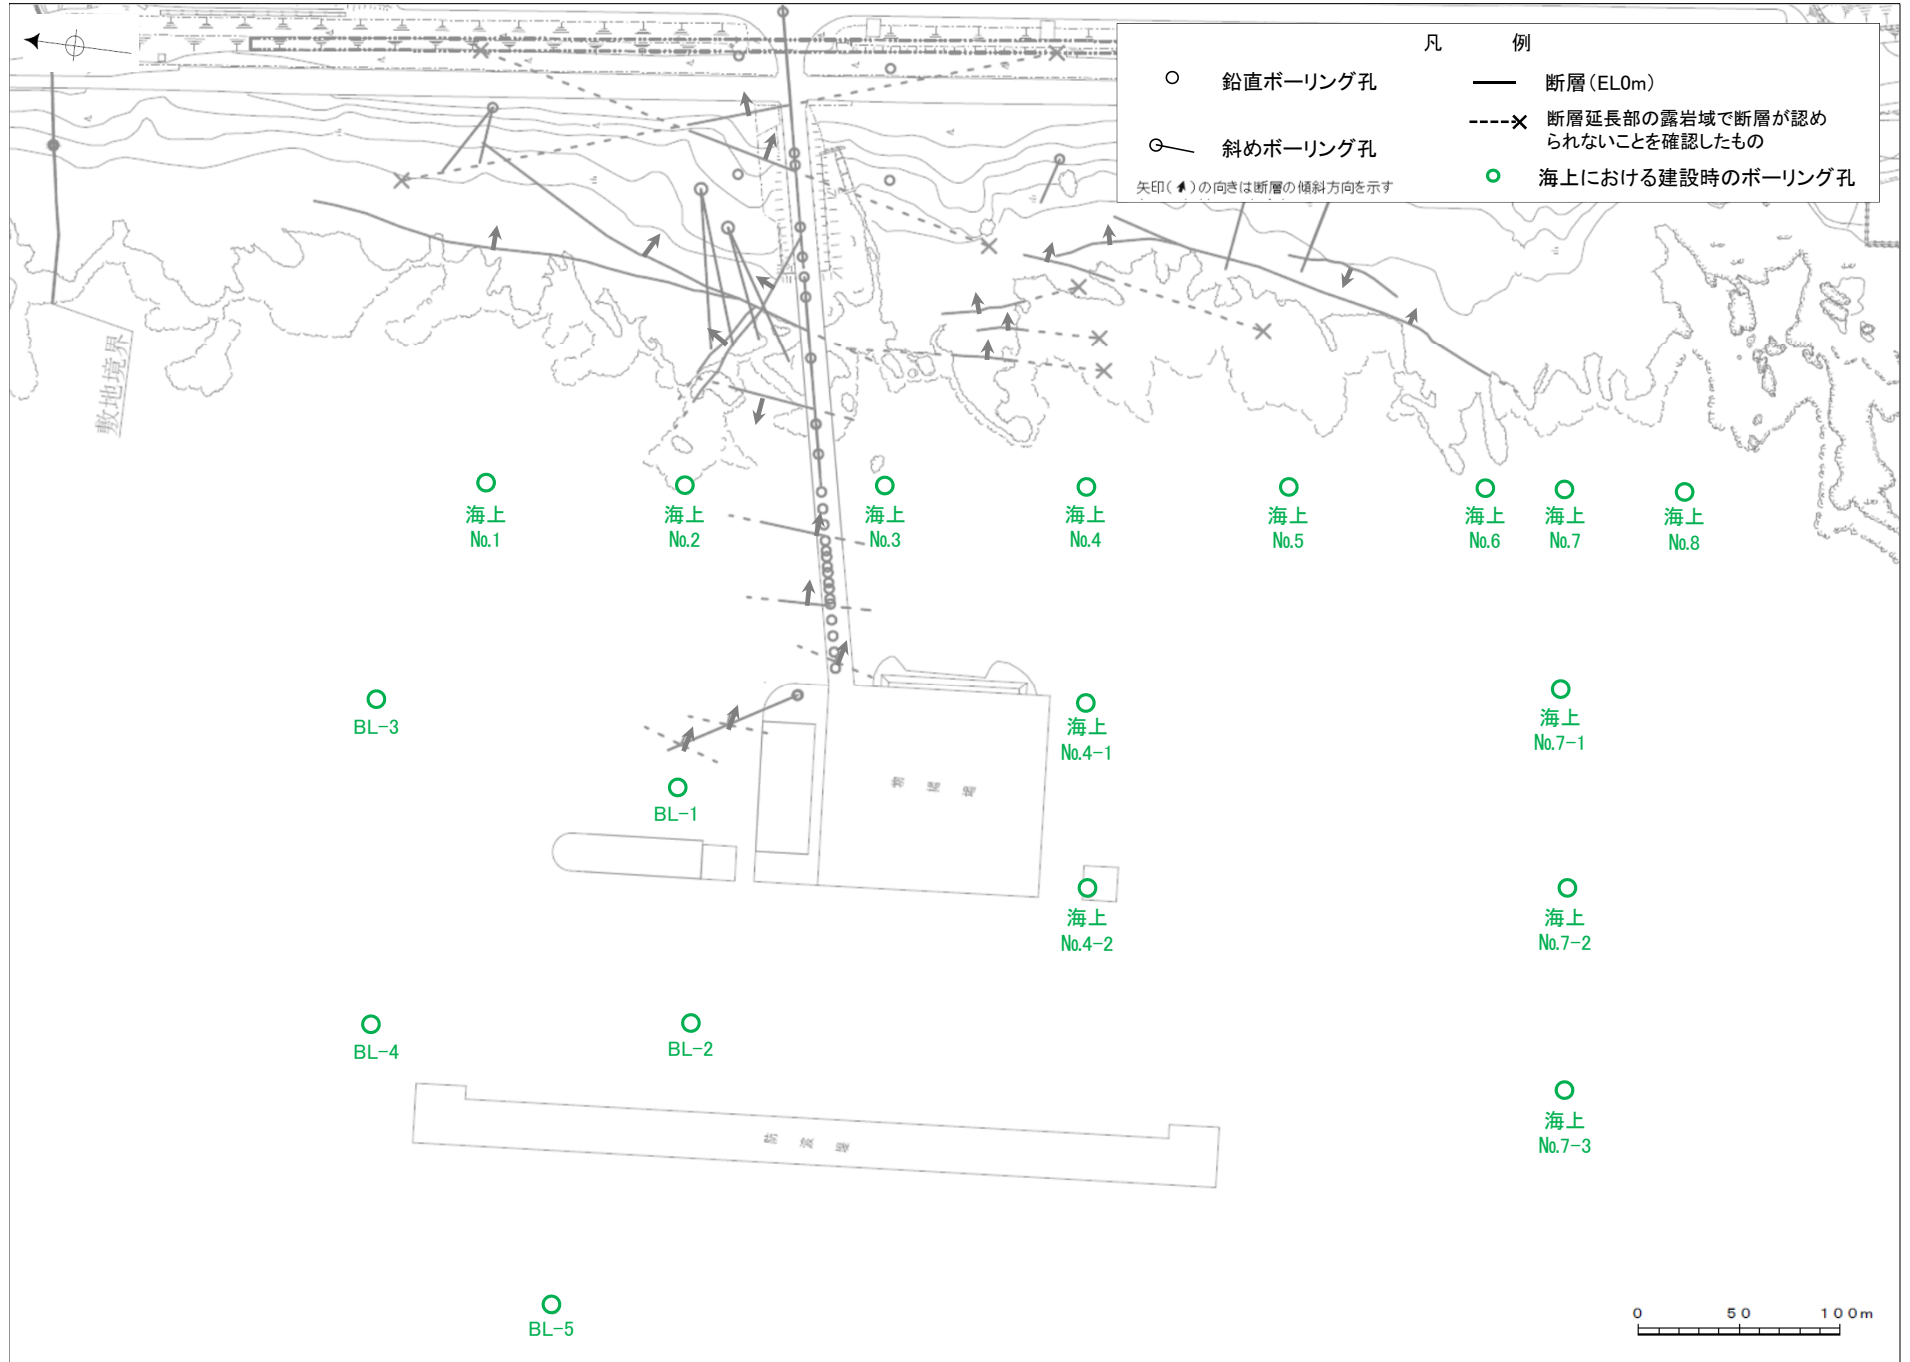 凡　例
鉛直ボーリング孔
斜めボーリング孔
矢印( )の向きは断層の傾斜方向を示す
断層(EL0m)
断層延長部の露岩域で断層が認め
られないことを確認したもの
海上における建設時のボーリング孔
敷地境界
海上
No.1
海上
No.2
海上
No.3
海上
No.4
海上
No.5
海上
No.6
海上
No.7
海上
No.8
BL-3
海上
No.4-1
海上
No.7-1
BL-1
物揚場
海上
No.4-2
海上
No.7-2
BL-4
BL-2
海上
No.7-3
防波堤
BL-5
0 50 100m